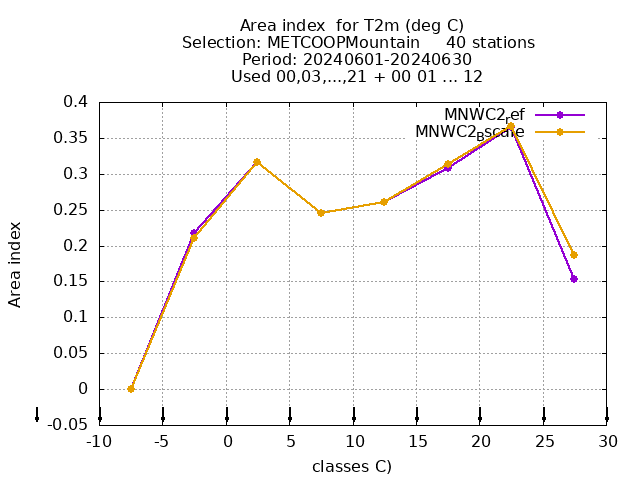 Area index  for T2m (deg C)
Selection: METCOOPMountain     40 stations
Period: 20240601-20240630
Used 00,03,...,21 + 00 01 ... 12
MNWC2ref
MNWC2Bscale
0.4
0.35
0.3
0.25
0.2
0.15
0.1
0.05
0
-0.05
Area index
-10 -5 0 5 10 15 20 25 30
classes C)